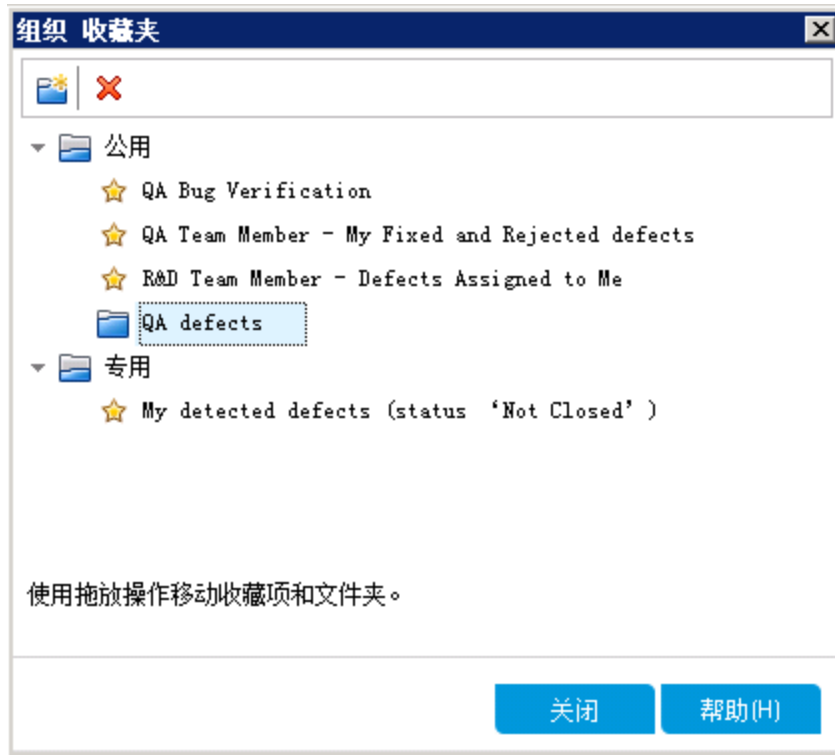 组织 收藏夹
公用
QA Bug Verification
QA Team Member - My Fixed and Rejected defects
R&D Team Member - Defects Assigned to Me
QA defects
专用
My detected defects (status ‘Not Closed’)
使用拖放操作移动收藏项和文件夹。
关闭 帮助(H)